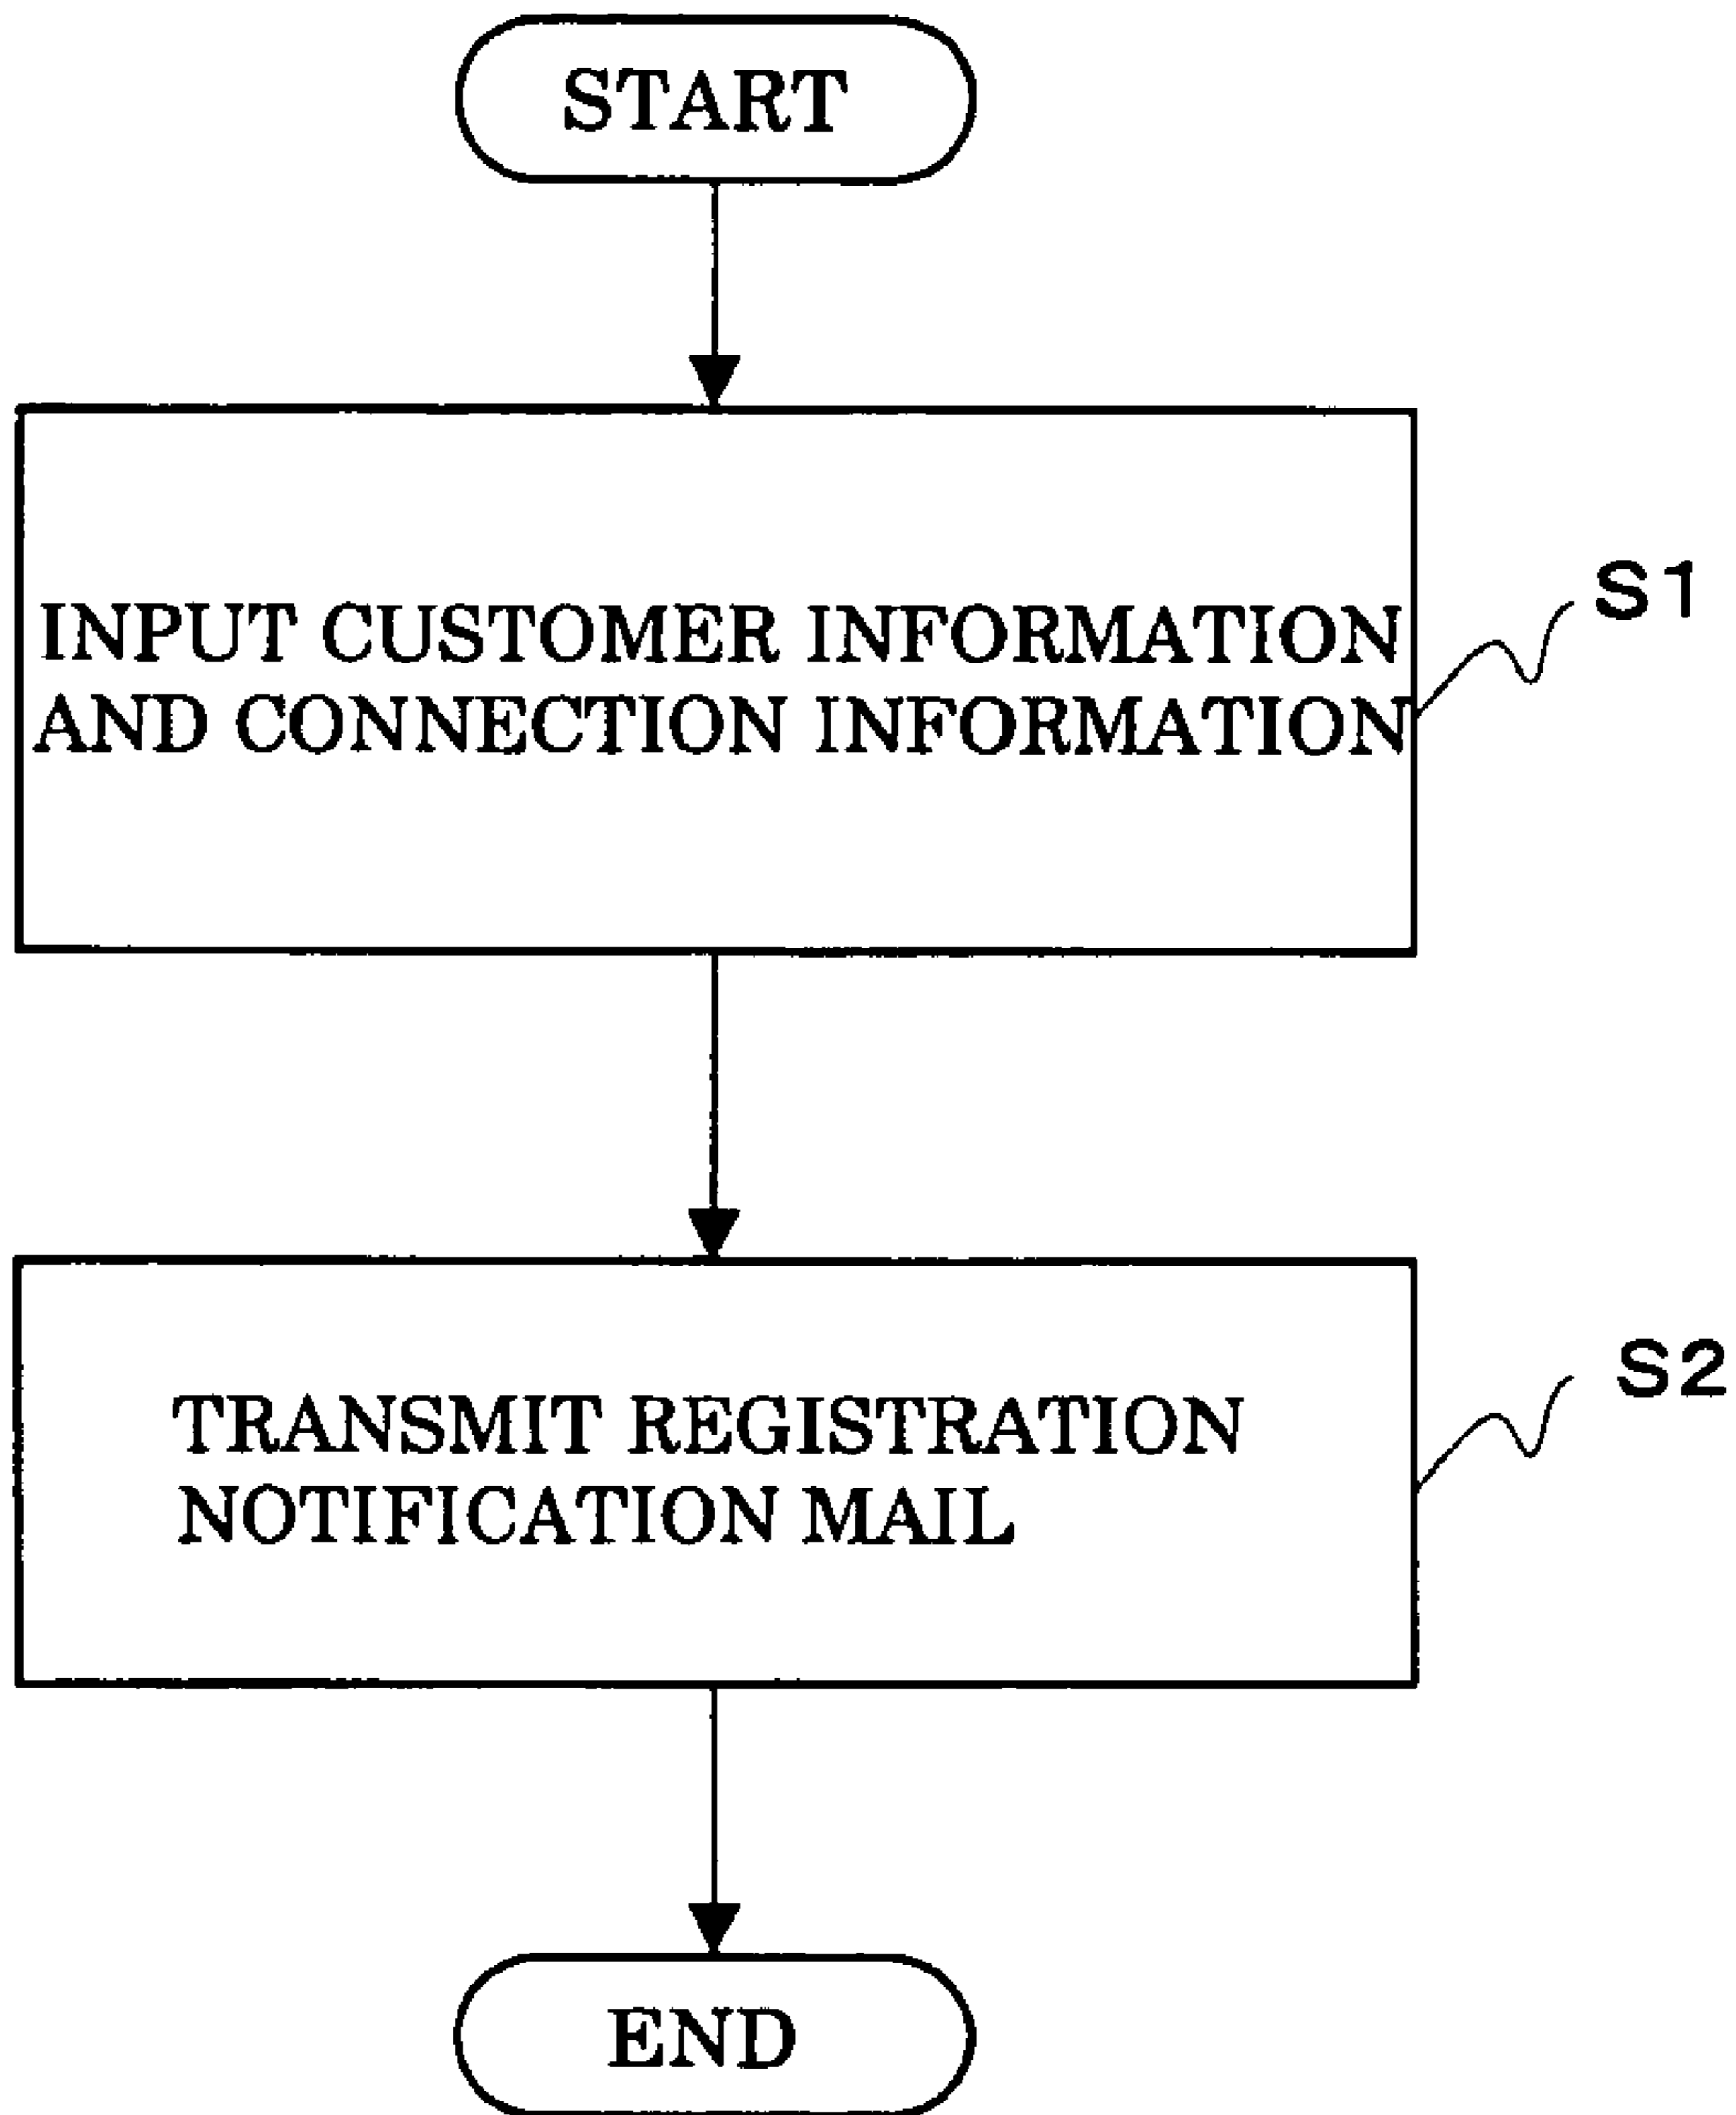 START
INPUT CUSTOMER INFORMATION
AND CONNECTION INFORMATION
S1
TRANSMIT REGISTRATION
NOTIFICATION MAIL
S2
END